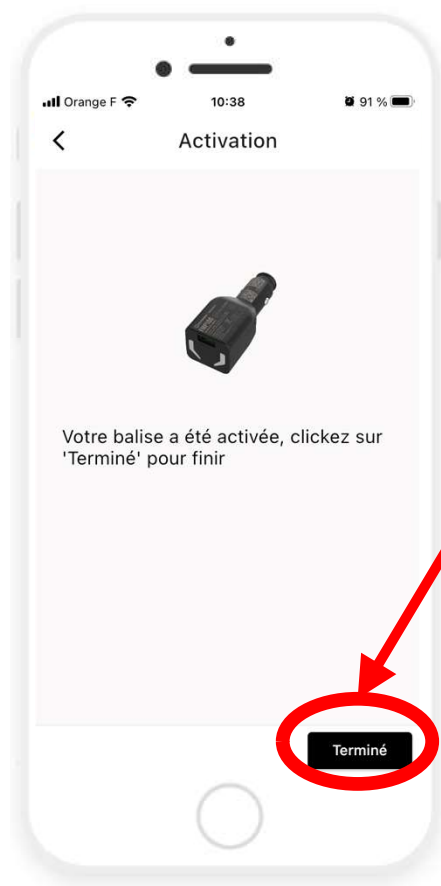 Orange F 10:38 91 %
Activation
Votre balise a été activée, clickez sur
'Terminé' pour finir
Terminé